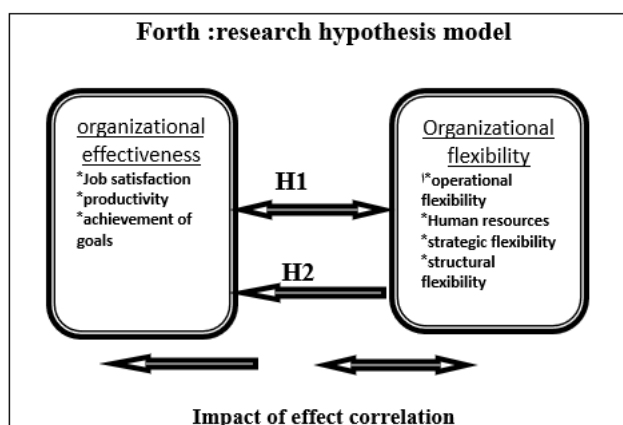 Forth :research hypothesis model
organizational
effectiveness
*Job satisfaction
*productivity
*achievement of
goals
H1
H2
Organizational
flexibility
*operational
flexibility
*Human resources
*strategic flexibility
*structural
flexibility
Impact of effect correlation